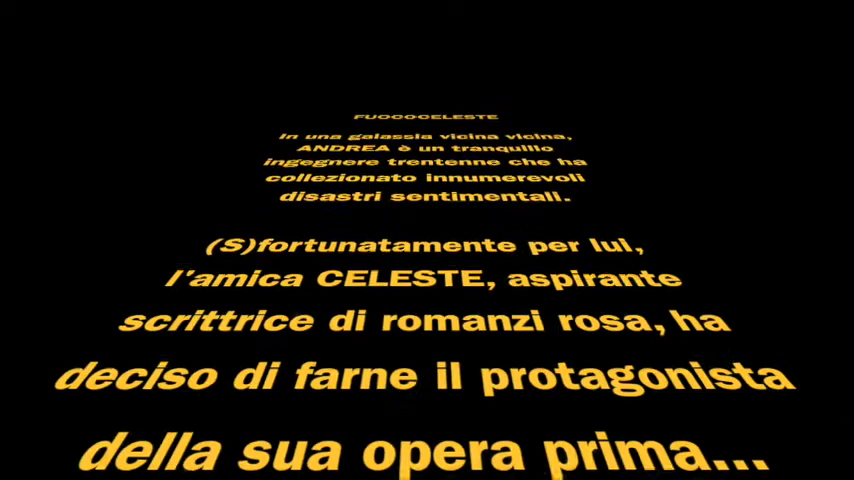 FUOCOCELESTE
In una galassia vicina vicina,
ANDREA è un tranquillo
ingegnere trentenne che ha
collezionato innumerevoli
disastri sentimentali.
(S)fortunatamente per lui,
l'amica CELESTE, aspirante
scrittrice di romanzi rosa, ha
deciso di farne il protagonista
della sua opera prima...